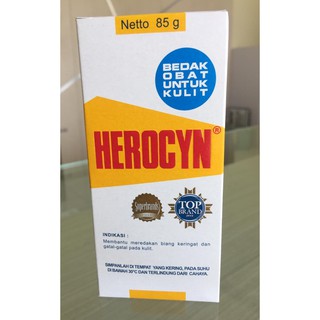 Netto 85 g
BEDAK
OBAT
UNTUK
KULIT
HEROCYN®
Superbrands
TOP
BRAND
INDIKASI :
Membantu meredakan biang keringat dan
gatal-gatal pada kulit.
SIMPANLAH DI TEMPAT YANG KERING, PADA SUHU
DI BAWAH 30°C DAN TERLINDUNG DARI CAHAYA.